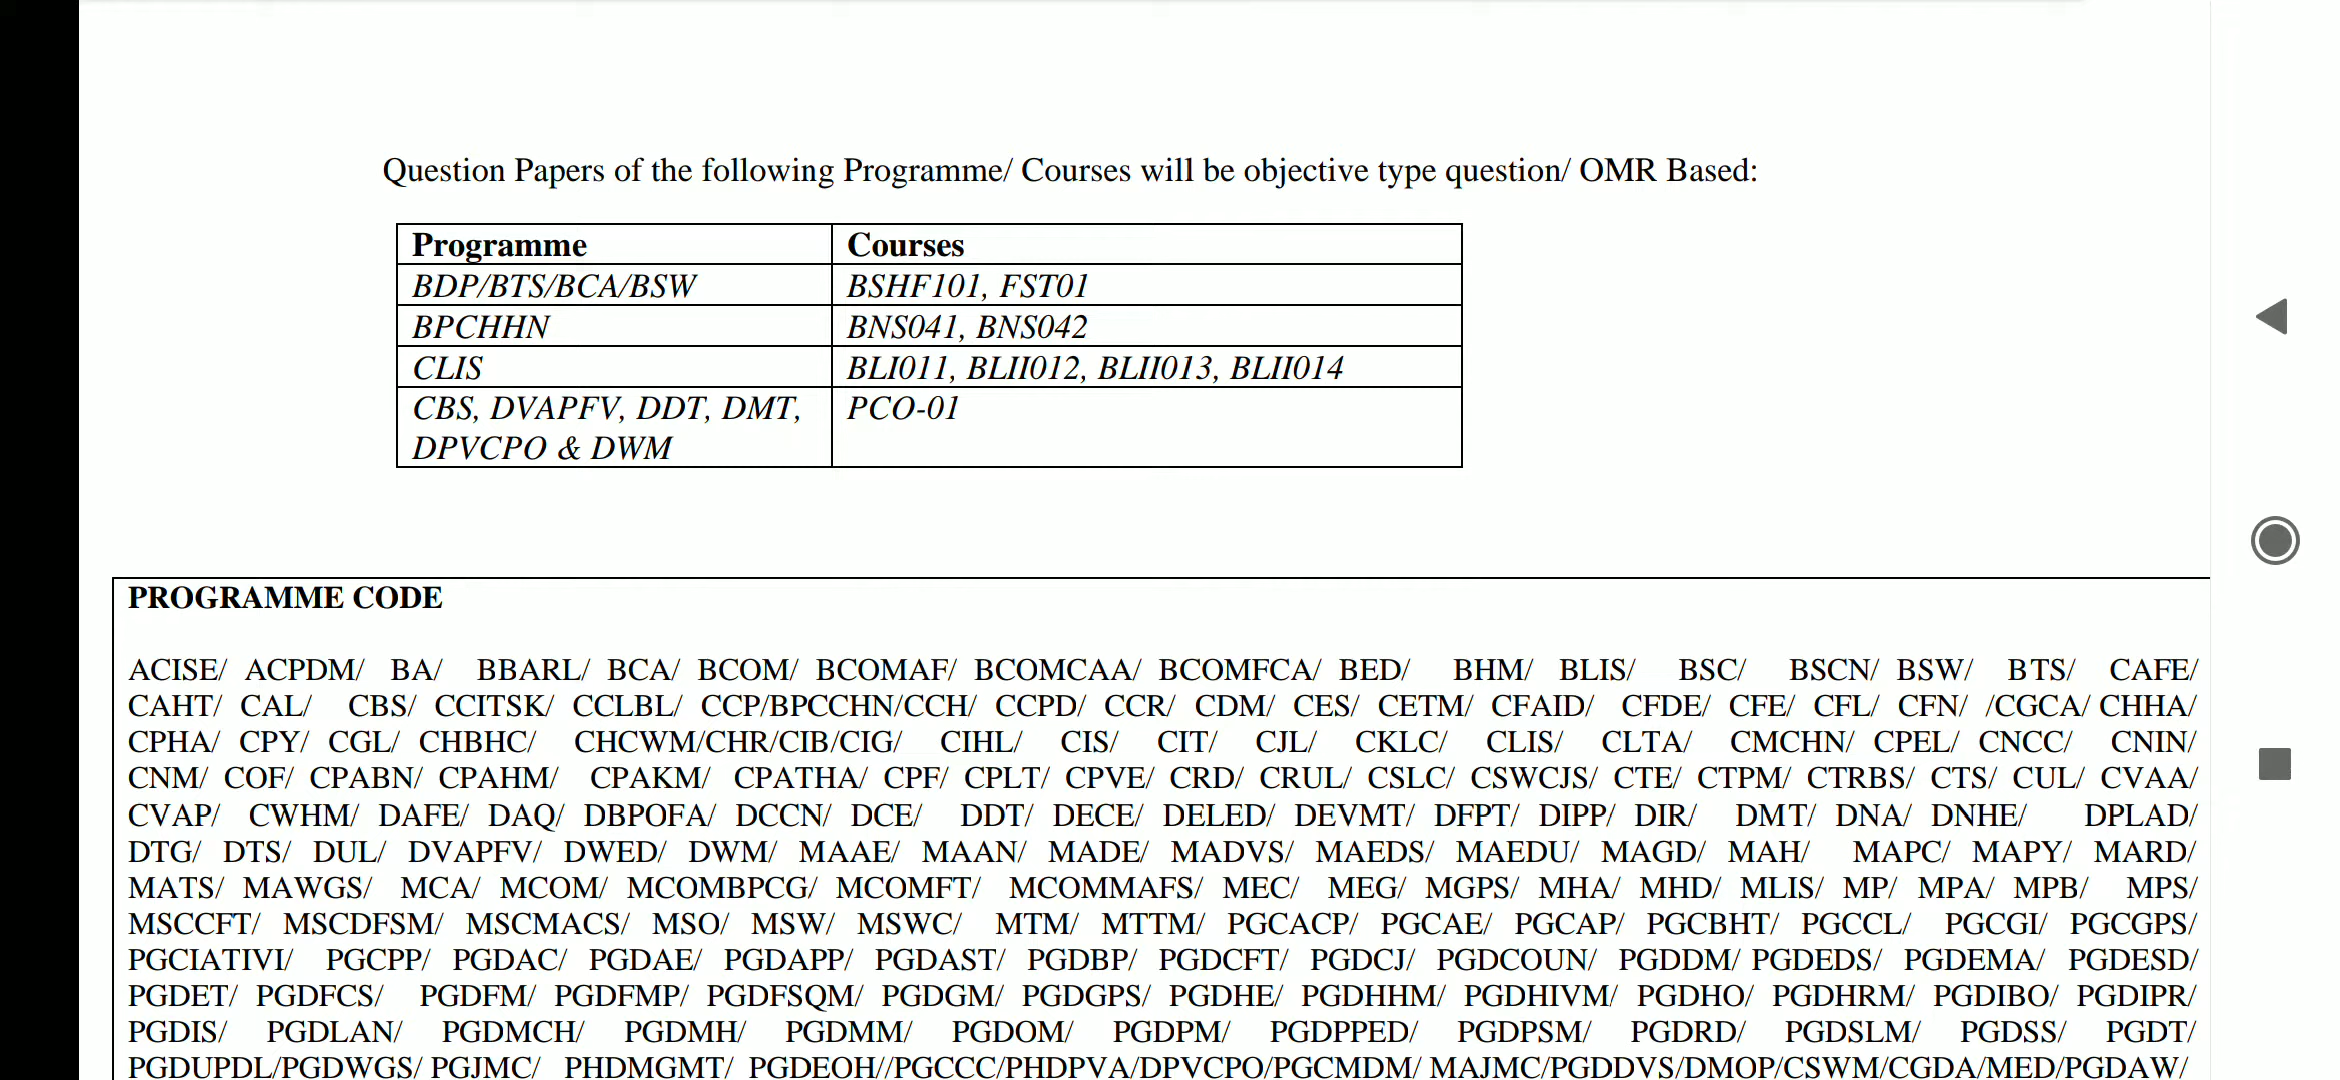 Question Papers of the following Programme/ Courses will be objective type question/ OMR Based:
Programme Courses
BDP/BTS/BCA/BSW BSHF101, FST01
BPCHHN BNS041, BNS042
CLIS BLI011, BLII012, BLII013, BLII014
CBS, DVAPFV, DDT, DMT, PCO-01
DPVCPO & DWM
PROGRAMME CODE
ACISE/ ACPDM/ BA/ BBARL/ BCA/ BCOM/ BCOMAF/ BCOMCAA/ BCOMFCA/ BED/ BHM/ BLIS/ BSC/ BSCN/ BSW/ BTS/ CAFE/
CAHT/ CAL/ CBS/ CCITSK/ CCLBL/ CCP/BPCCHN/CCH/ CCPD/ CCR/ CDM/ CES/ CETM/ CFAID/ CFDE/ CFE/ CFL/ CFN/ /CGCA/ CHHA/
CPHA/ CPY/ CGL/ CHBHC/ CHCWM/CHR/CIB/CIG/ CIHL/ CIS/ CIT/ CJL/ CKLC/ CLIS/ CLTA/ CMCHN/ CPEL/ CNCC/ CNIN/
CNM/ COF/ CPABN/ CPAHM/ CPAKM/ CPATHA/ CPF/ CPLT/ CPVE/ CRD/ CRUL/ CSLC/ CSWCJS/ CTE/ CTPM/ CTRBS/ CTS/ CUL/ CVAA/
CVAP/ CWHM/ DAFE/ DAQ/ DBPOFA/ DCCN/ DCE/ DDT/ DECE/ DELED/ DEVMT/ DFPT/ DIPP/ DIR/ DMT/ DNA/ DNHE/ DPLAD/
DTG/ DTS/ DUL/ DVAPFV/ DWED/ DWM/ MAAE/ MAAN/ MADE/ MADVS/ MAEDS/ MAEDU/ MAGD/ MAH/ MAPC/ MAPY/ MARD/
MATS/ MAWGS/ MCA/ MCOM/ MCOMBPCG/ MCOMFT/ MCOMMAFS/ MEC/ MEG/ MGPS/ MHA/ MHD/ MLIS/ MP/ MPA/ MPB/ MPS/
MSCCFT/ MSCDFSM/ MSCMACS/ MSO/ MSW/ MSWC/ MTM/ MTTM/ PGCACP/ PGCAE/ PGCAP/ PGCBHT/ PGCCL/ PGCGI/ PGCGPS/
PGCIATIVI/ PGCPP/ PGDAC/ PGDAE/ PGDAPP/ PGDAST/ PGDBP/ PGDCFT/ PGDCJ/ PGDCOUN/ PGDDM/ PGDEDS/ PGDEMA/ PGDESD/
PGDET/ PGDFCS/ PGDFM/ PGDFMP/ PGDFSQM/ PGDGM/ PGDGPS/ PGDHE/ PGDHHM/ PGDHIVM/ PGDHO/ PGDHRM/ PGDIBO/ PGDIPR/
PGDIS/ PGDLAN/ PGDMCH/ PGDMH/ PGDMM/ PGDOM/ PGDPM/ PGDPPED/ PGDPSM/ PGDRD/ PGDSLM/ PGDSS/ PGDT/
PGDUPDL/PGDWGS/ PGJMC/ PHDMGMT/ PGDEOH//PGCCC/PHDPVA/DPVCPO/PGCMDM/ MAJMC/PGDDVS/DMOP/CSWM/CGDA/MED/PGDAW/